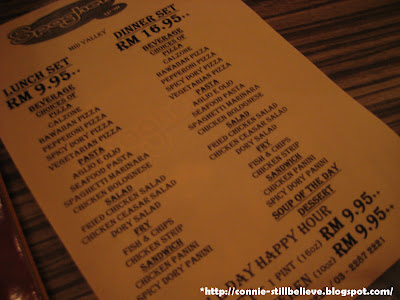 Spaghet
MID VALLEY
LUNCH SET
RM 9.95..
BEVERAGE
CHOICES OF
PIZZA
HAWAIIAN PIZZA
PEPPERONI PIZZA
SPICY DORY PIZZA
VEGETARIAN PIZZA
PASTA
AGLIO E OLIO
SEAFOOD PASTA
SPAGHETTI MARINARA
CHICKEN BOLOGNESE
SALAD
FRIED CHICKEN SALAD
CHICKEN CEASAR SALAD
DORY SALAD
FRY
FISH & CHIPS
CHICKEN STRIP
SANDWICH
CHICKEN PANINI
SPICY DORY PANINI
DINNER SET
RM 16.95..
BEVERAGE
CHOICES OF
PIZZA
CALZONE
HAWAIIAN PIZZA
PEPPERONI PIZZA
SPICY DORY PIZZA
VEGETARIAN PIZZA
PASTA
AGLIO E OLIO
SEAFOOD PASTA
SPAGHETTI MARINARA
CHICKEN BOLOGNESE
SALAD
FRIED CHICKEN SALAD
CHICKEN CEASAR SALAD
DORY SALAD
FRY
FISH & CHIPS
CHICKEN STRIP
SANDWICH
CHICKEN PANINI
SPICY DORY PANINI
SOUP OF THE DAY
DESSERT
DAY HAPPY HOUR
PINT (16oz) RM 9.95..
RM 9.95..
03-2287 2221
*http://connie-stillbelieve.blogspot.com/